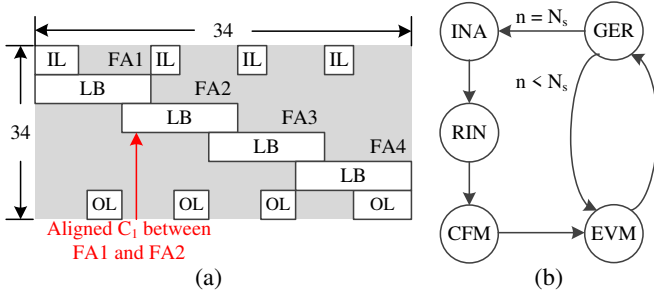 34
IL FA1 IL IL IL
LB FA2
34 LB FA3
LB FA4
LB
OL OL OL OL
Aligned C₁ between
FA1 and FA2
(a)
INA n = Nₛ GER
n < Nₛ
RIN
CFM EVM
(b)